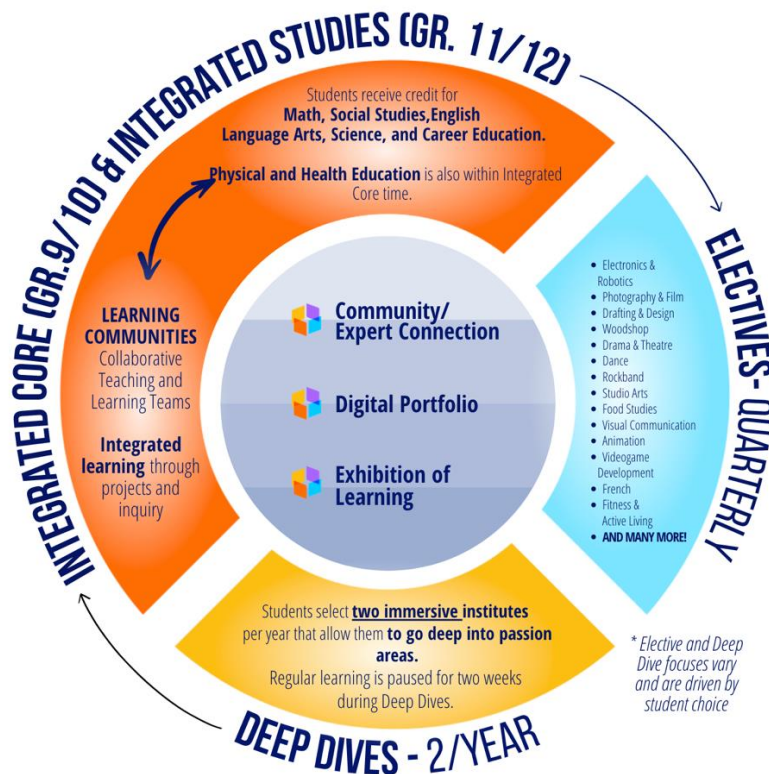 INTEGRATED CORE (GR.9/10) & INTEGRATED STUDIES (GR. 11/12)
Students receive credit for
Math, Social Studies,English
Language Arts, Science, and Career Education.
Physical and Health Education is also within Integrated
Core time.
LEARNING
COMMUNITIES
Collaborative
Teaching and
Learning Teams
Integrated
learning through
projects and
inquiry
Community/
Expert Connection
Digital Portfolio
Exhibition of
Learning
ELECTIVES- QUARTERLY
• Electronics &
Robotics
• Photography & Film
• Drafting & Design
• Woodshop
• Drama & Theatre
• Dance
• Rockband
• Studio Arts
• Food Studies
• Visual Communication
• Animation
• Videogame
Development
• French
• Fitness &
Active Living
• AND MANY MORE!
Students select two immersive institutes
per year that allow them to go deep into passion
areas.
Regular learning is paused for two weeks
during Deep Dives.
DEEP DIVES - 2/YEAR
* Elective and Deep
Dive focuses vary
and are driven by
student choice